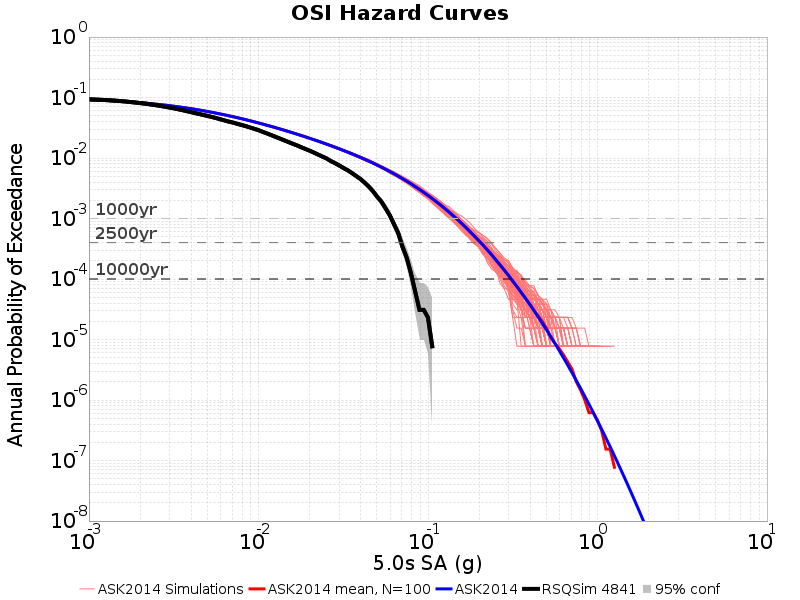 OSI Hazard Curves
Annual Probability of Exceedance
10^0
10^-1
10^-2
10^-3
10^-4
10^-5
10^-6
10^-7
10^-8
1000yr
2500yr
10000yr
10^-3 10^-2 10^-1 10^0 10^1
5.0s SA (g)
ASK2014 Simulations ASK2014 mean, N=100 ASK2014 RSQSim 4841 95% conf